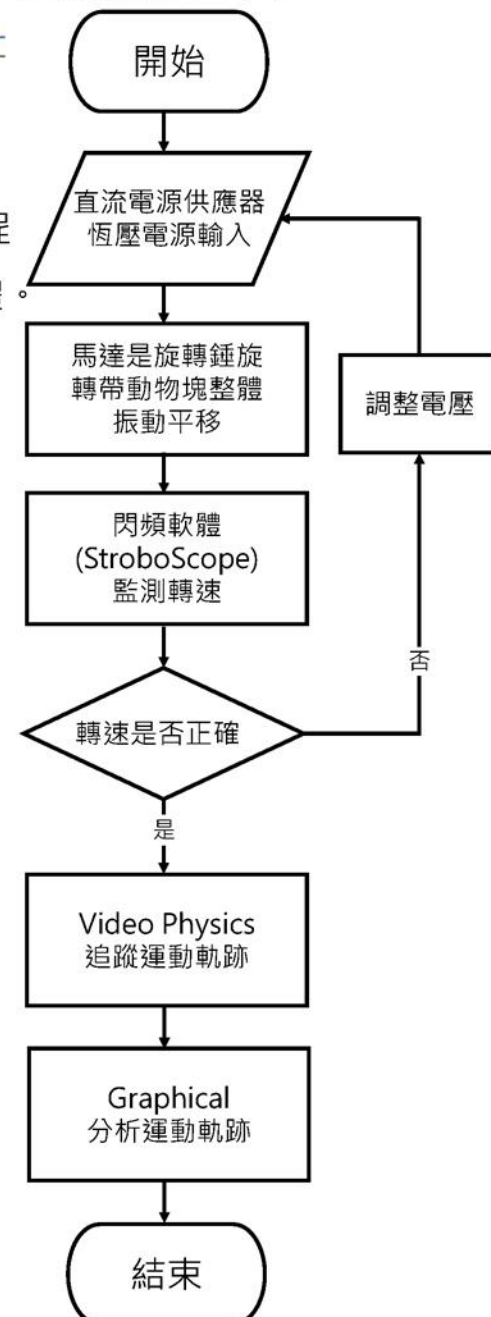 開始
直流電源供應器
恆壓電源輸入
馬達是旋轉錘旋
轉帶動物塊整體
振動平移
調整電壓
閃頻軟體
(StroboScope)
監測轉速
否
轉速是否正確
是
Video Physics
追蹤運動軌跡
Graphical
分析運動軌跡
結束